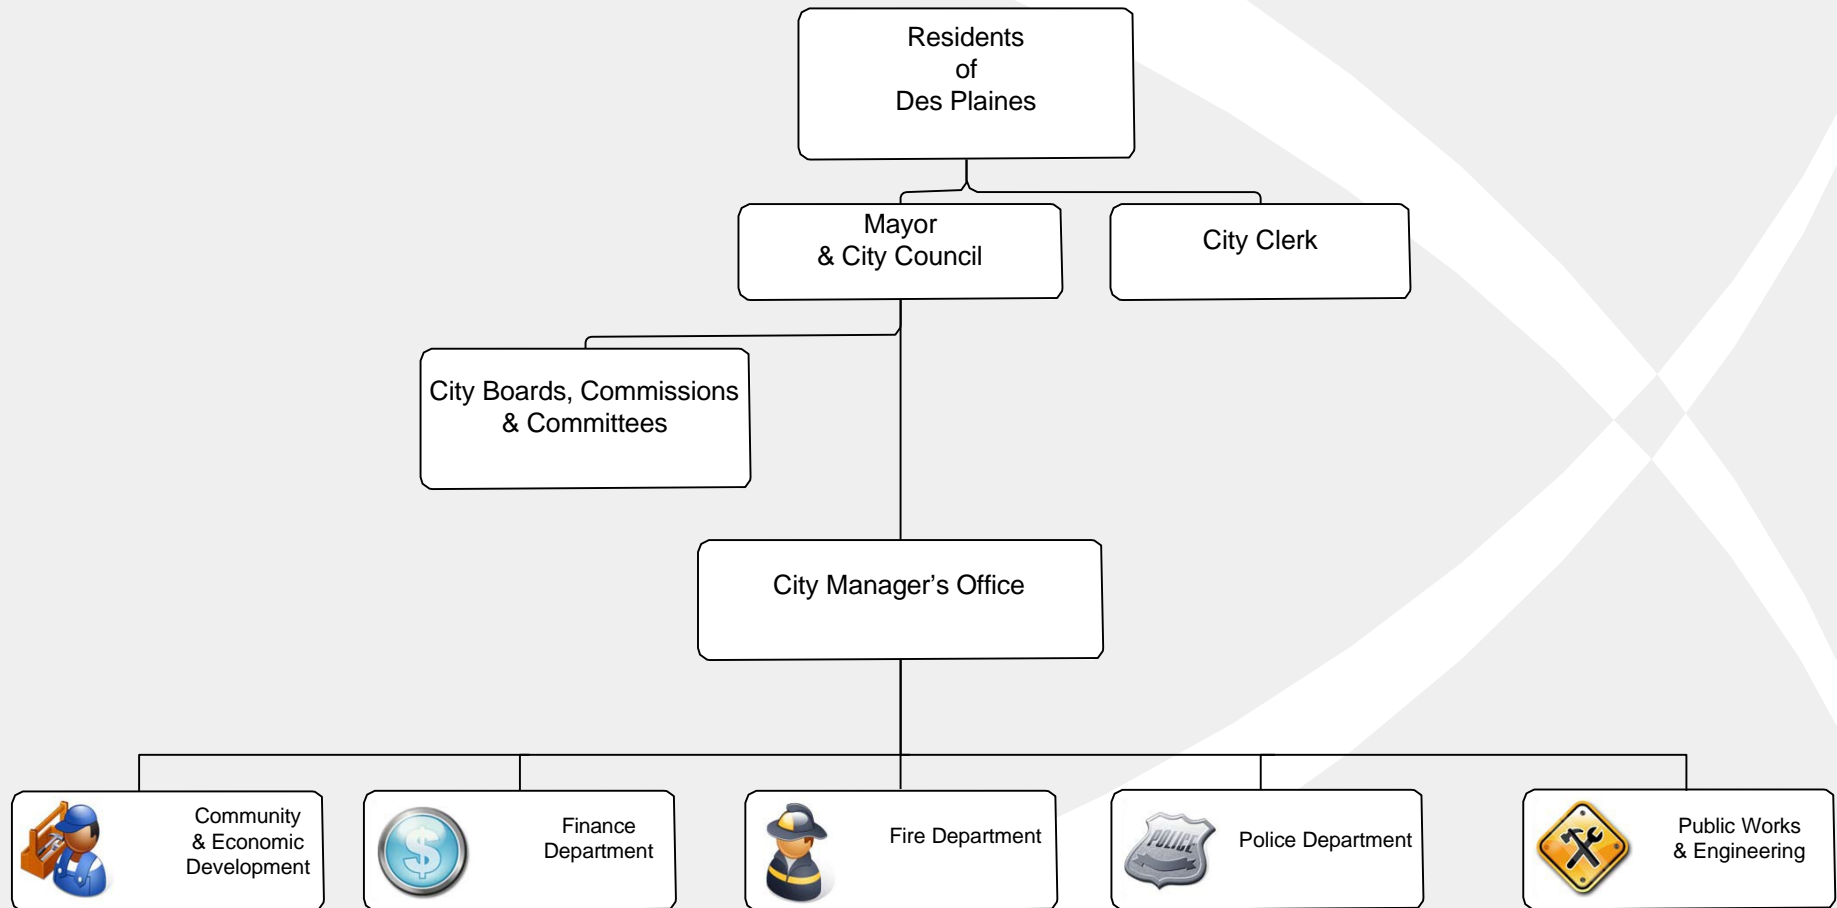 Residents
of
Des Plaines
Mayor
& City Council
City Clerk
City Boards, Commissions
& Committees
City Manager’s Office
Community
& Economic
Development
$
Finance
Department
Fire Department
POLICE
Police Department
Public Works
& Engineering